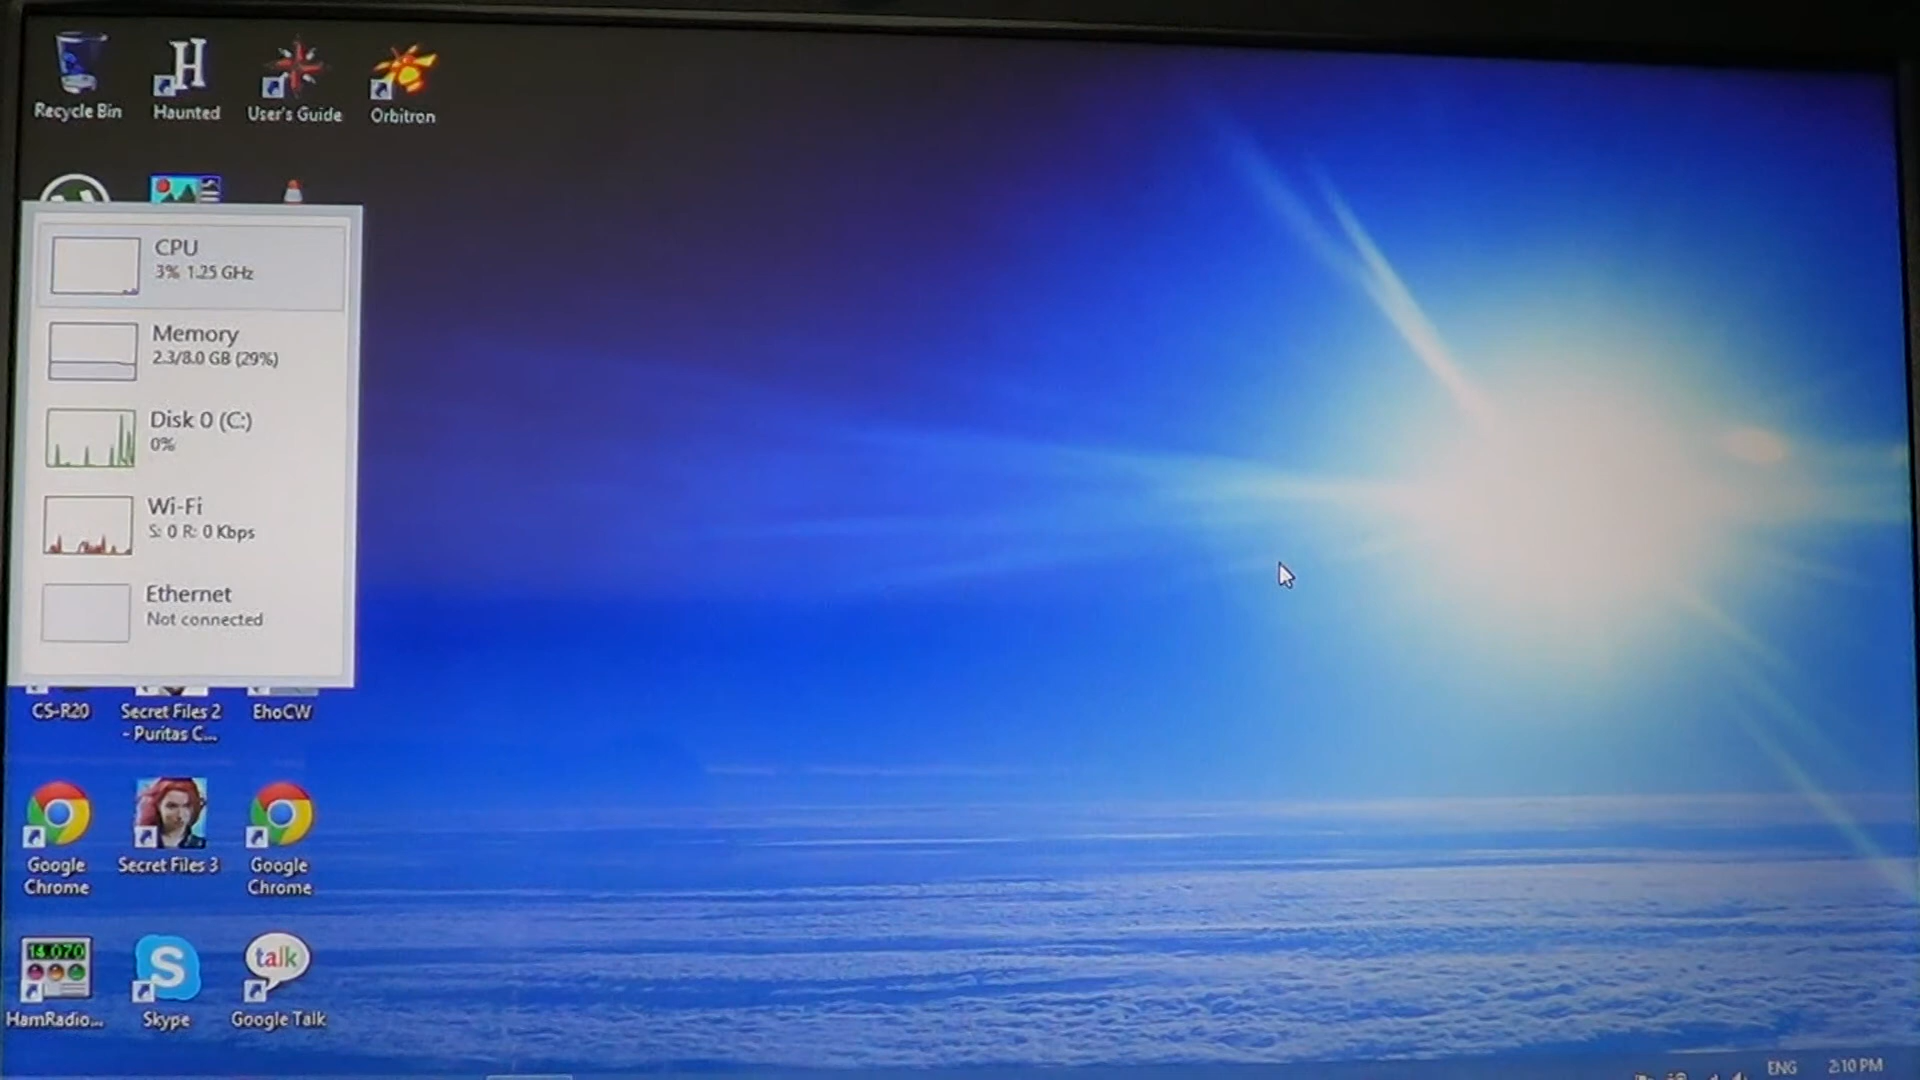 Recycle Bin
Haunted
User's Guide
Orbitron
CPU
3% 1.25 GHz
Memory
2.3/8.0 GB (29%)
Disk 0 (C:)
0%
Wi-Fi
S: 0 R: 0 Kbps
Ethernet
Not connected
CS-R20
Secret Files 2
- Puritas C...
EhoCW
Google
Chrome
Secret Files 3
Google
Chrome
14.070
HamRadio...
S
Skype
talk
Google Talk
ENG
2:10 PM